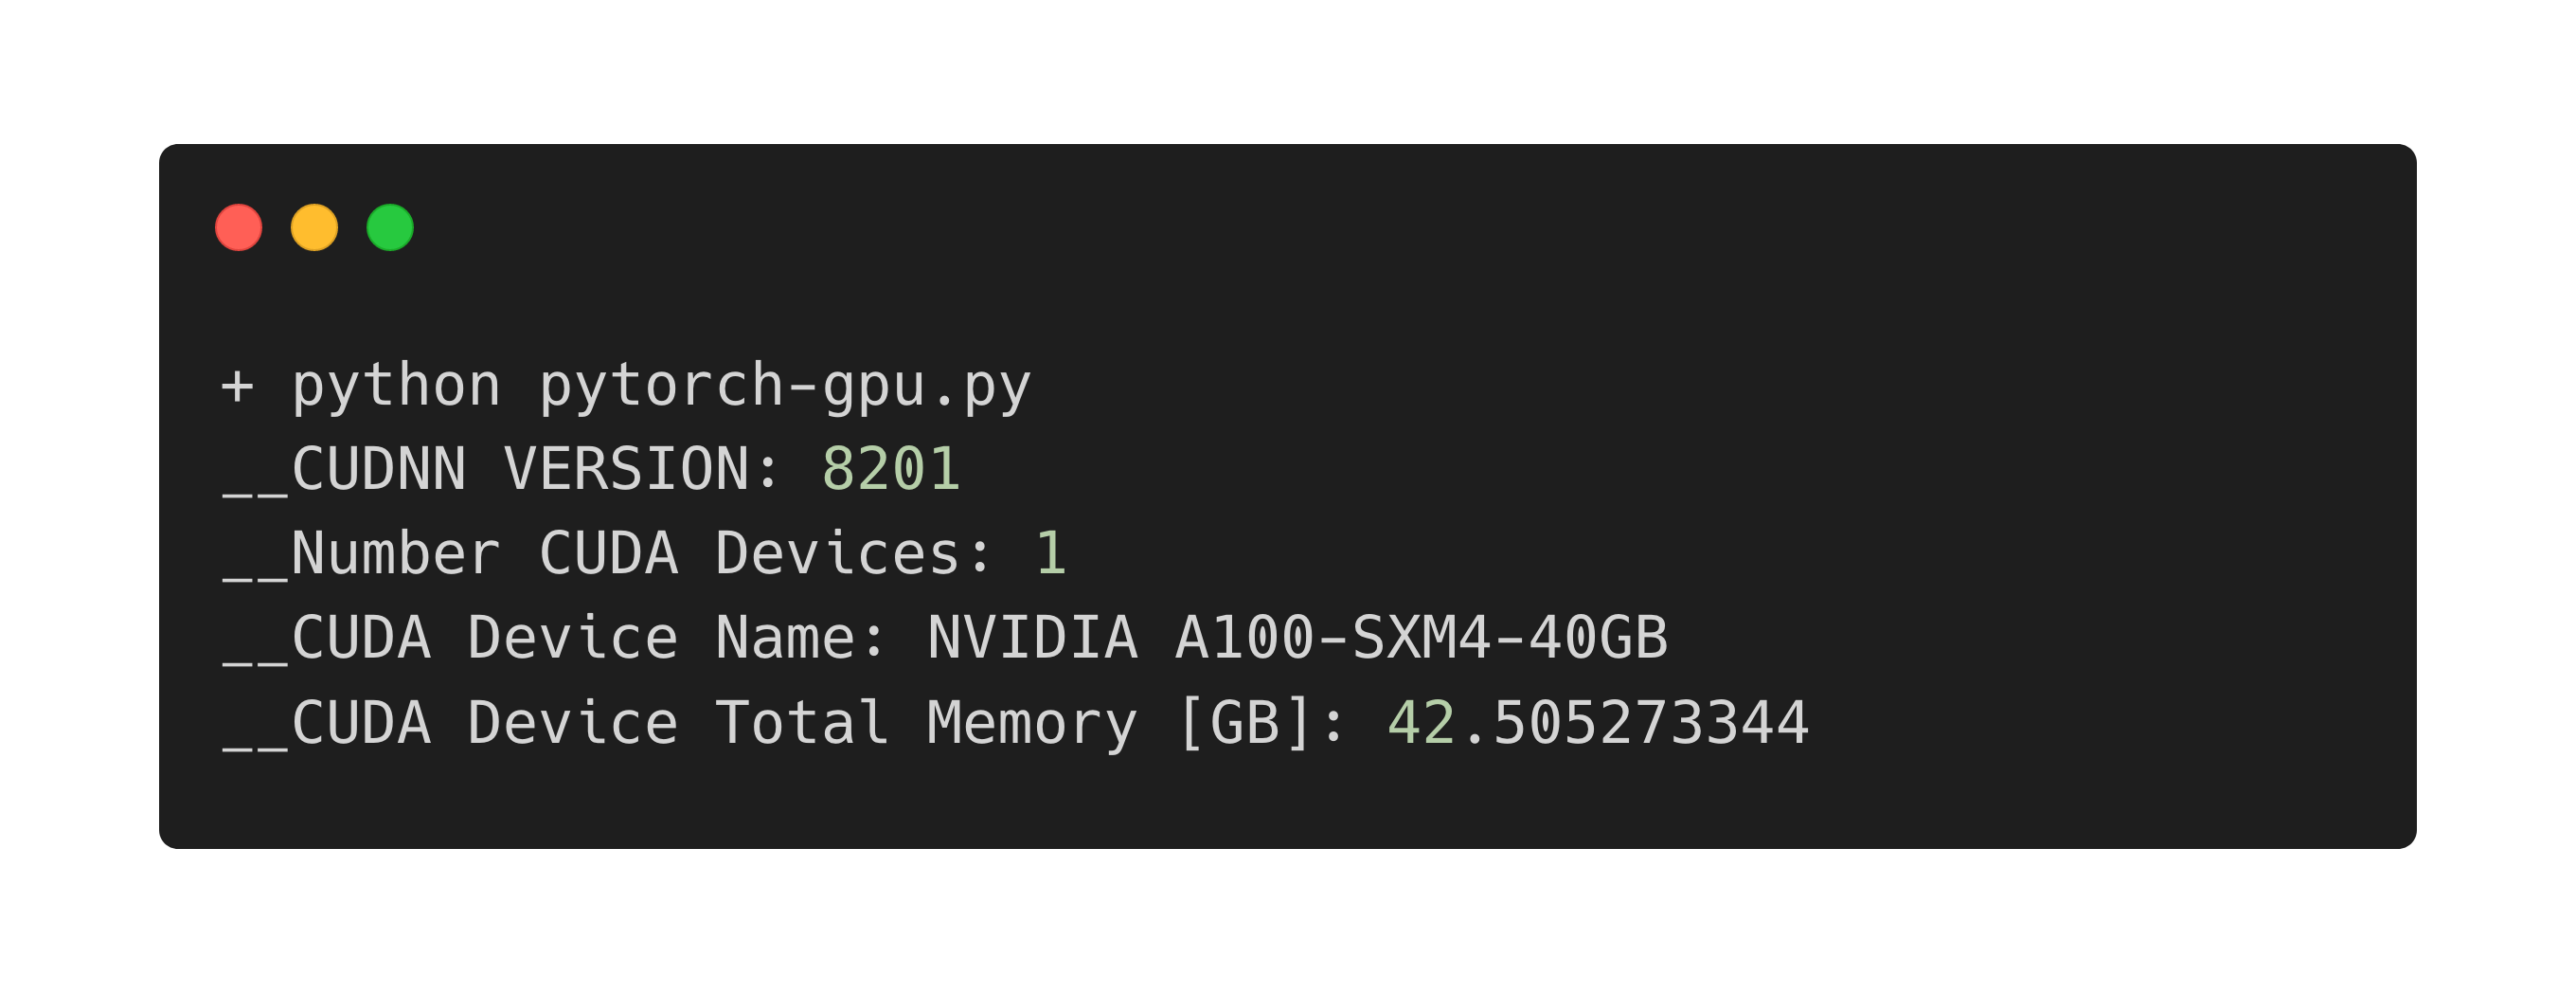 + python pytorch-gpu.py
__CUDNN VERSION: 8201
__Number CUDA Devices: 1
__CUDA Device Name: NVIDIA A100-SXM4-40GB
__CUDA Device Total Memory [GB]: 42.505273344